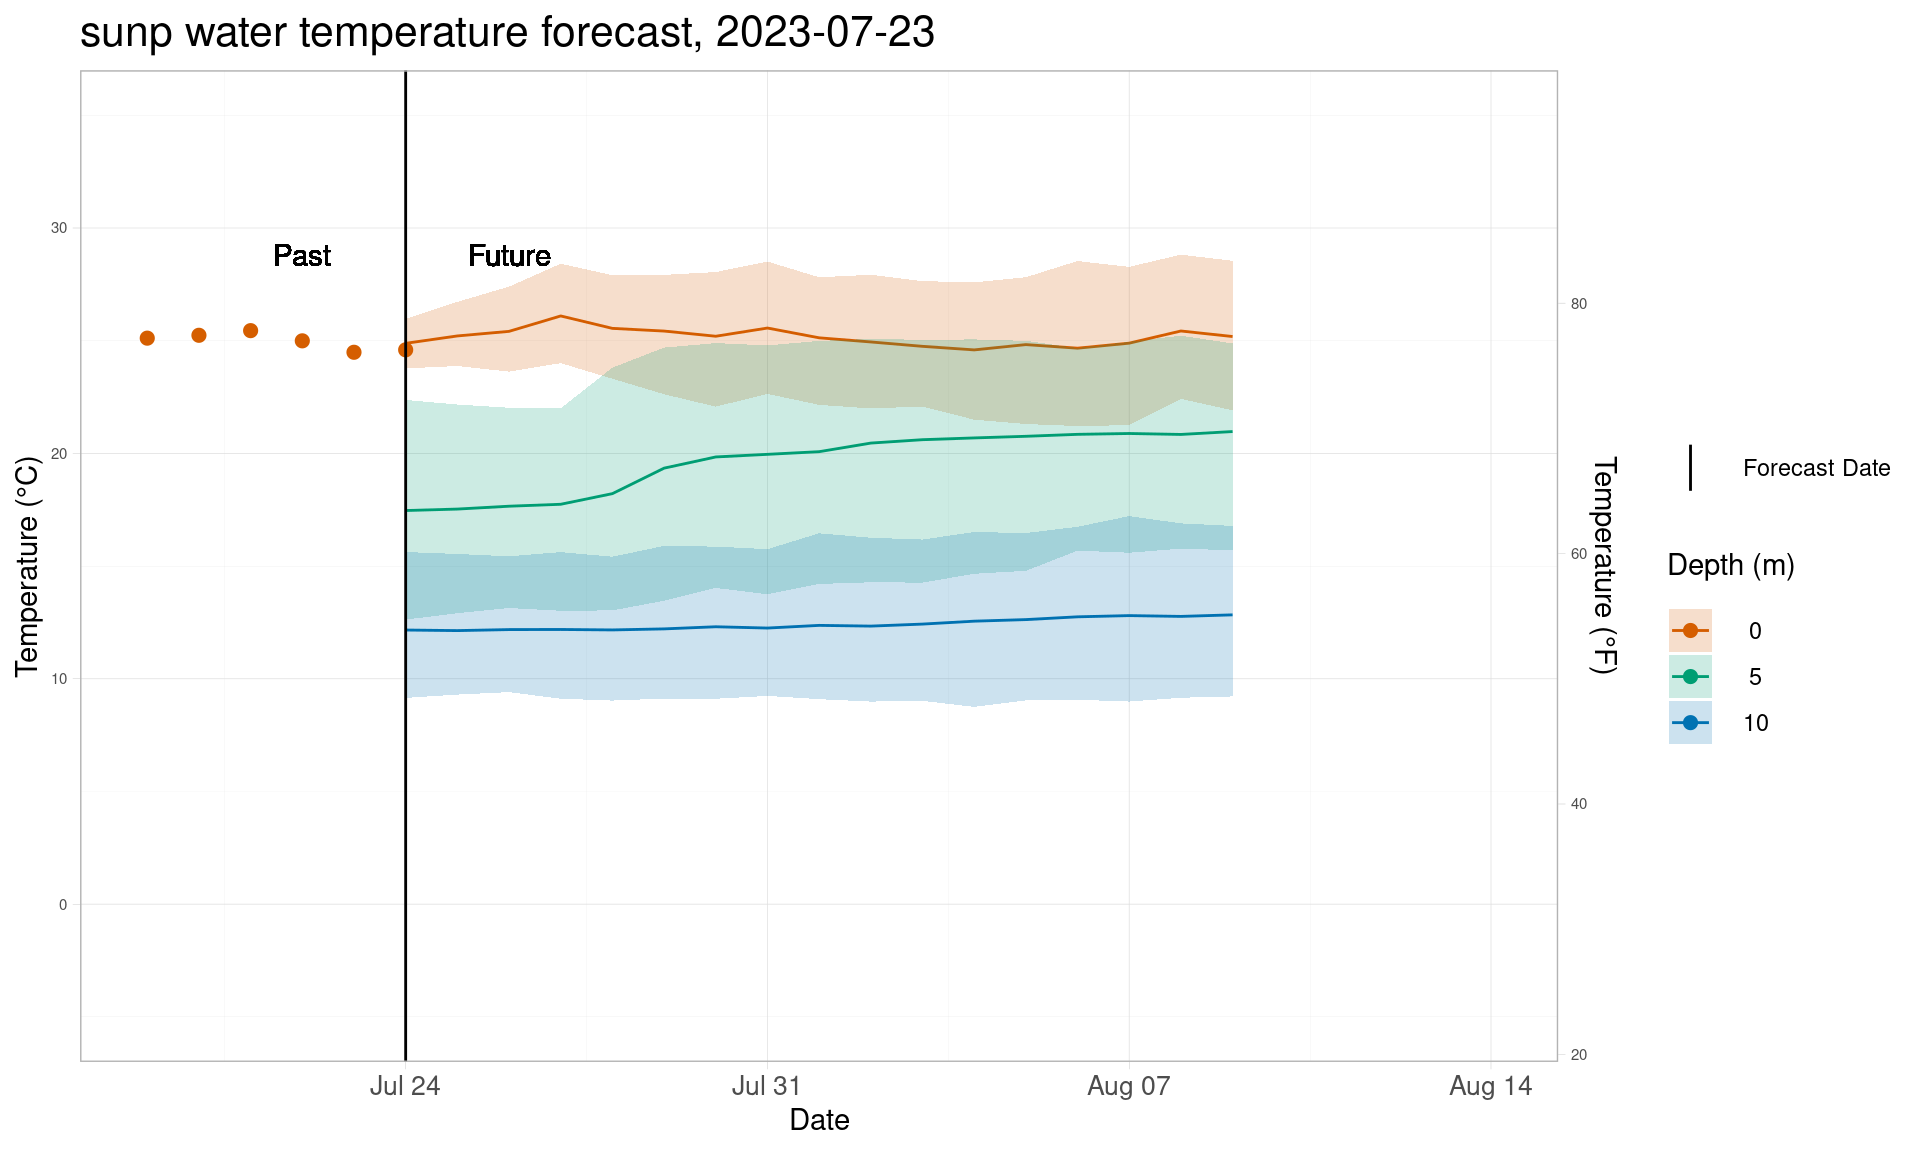 sunp water temperature forecast, 2023-07-23
Past
Future
30
20
10
0
Temperature (°C)
80
60
40
20
Temperature (°F)
Jul 24
Jul 31
Aug 07
Aug 14
Date
Forecast Date
Depth (m)
0
5
10